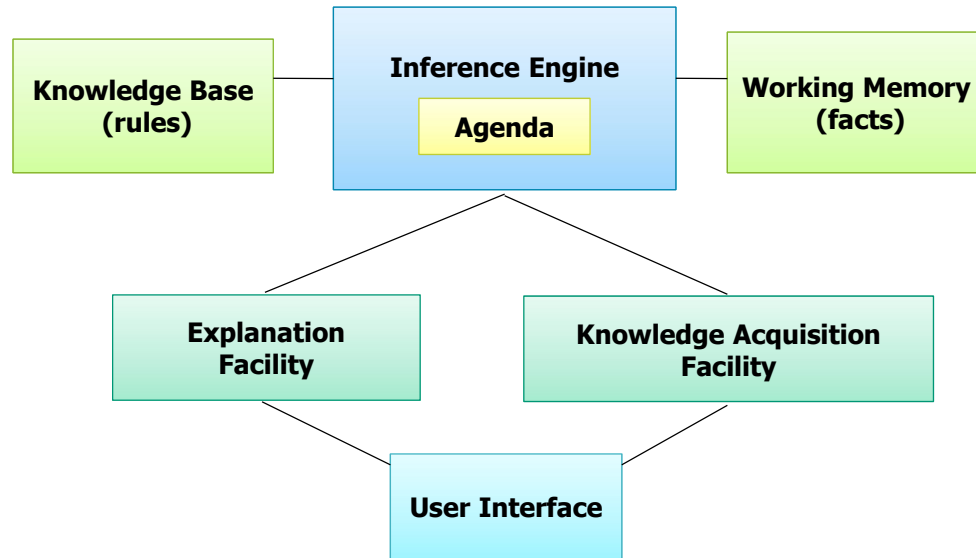 Knowledge Base
(rules)
Inference Engine
Agenda
Working Memory
(facts)
Explanation
Facility
Knowledge Acquisition
Facility
User Interface